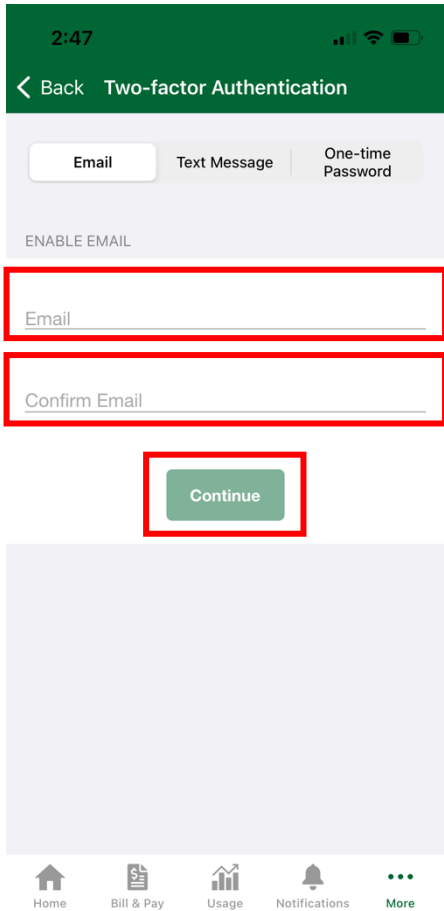 2:47
Back Two-factor Authentication
Email Text Message One-time
Password
ENABLE EMAIL
Email
Confirm Email
Continue
Home Bill & Pay Usage Notifications More